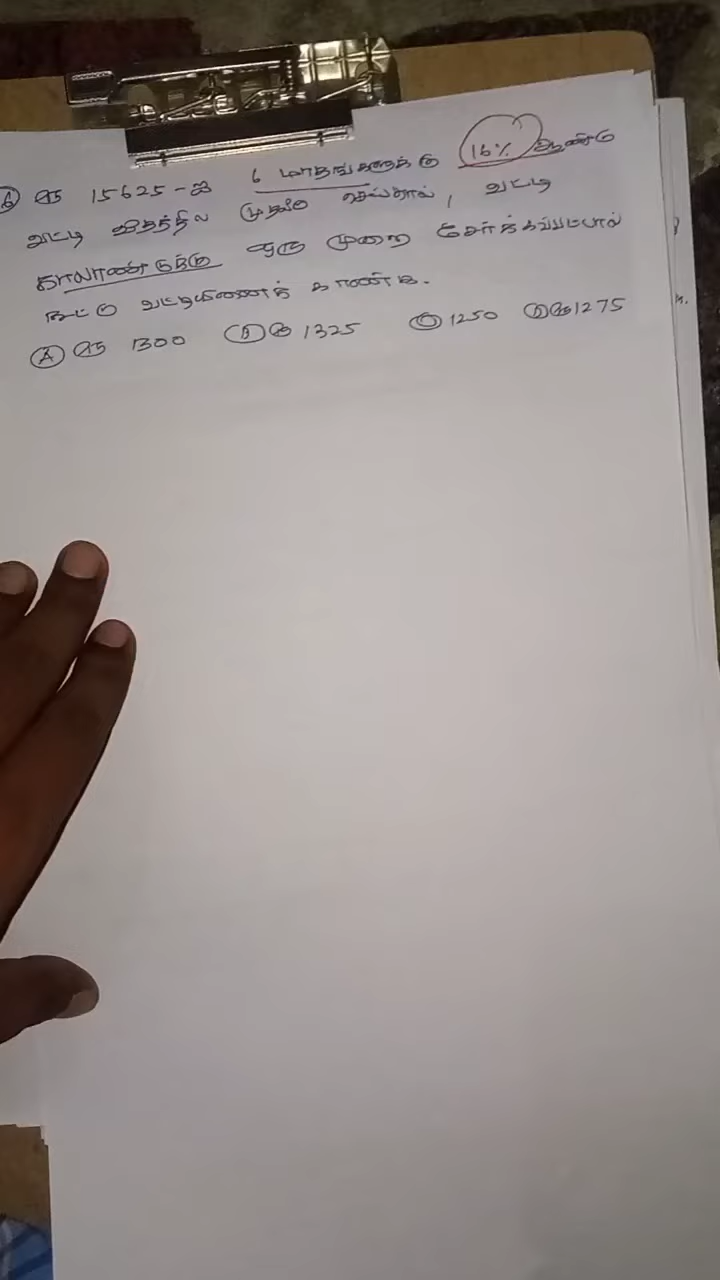 ரூ 15625-ஐ 6 மாதங்களுக்கு 16% ஆண்டு
வட்டி வீதத்தில் முதலீடு செய்தால், வட்டி
காலாண்டுக்கு ஒரு முறை சேர்க்கப்பட்டால்
கூட்டு வட்டியினைக் காண்க.
Ⓐ ரூ 1300 Ⓑ ரூ 1325 Ⓒ 1250 Ⓓ ரூ 1275